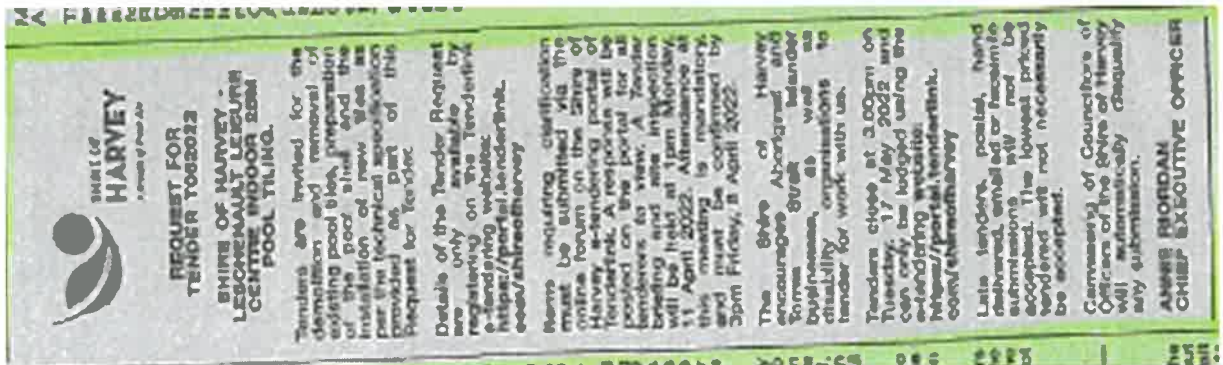 SHIRE OF
HARVEY
REQUEST FOR
TENDER T082022
SHIRE OF HARVEY -
LESCHENAULT LEISURE
CENTRE INDOOR 25M
POOL TILING.
Tenders are invited for the
demolition and removal of
existing pool tiles, preparation
of the pool shell and the
installation of new tiles as
per the technical specification
provided as part of this
Request for Tender.
Details of the Tender Request
are only available by
registering on the Tenderlink
e-tendering website:
https://portal.tenderlink.
com/shireofharvey
Items requiring clarification
must be submitted via the
online forum on the Shire of
Harvey e-tendering portal of
Tenderlink. A response will be
posted on the portal for all
tenderers to view. A Tender
briefing and site inspection
will be held at 1pm Monday,
11 April 2022. Attendance at
this meeting is mandatory,
and must be confirmed by
3pm Friday, 8 April 2022.
The Shire of Harvey
encourages Aboriginal and
Torres Strait Islander
businesses, as well as
disability organisations to
tender for work with us.
Tenders close at 3.00pm on
Tuesday, 17 May 2022 and
can only be lodged using the
e-tendering website:
https://portal.tenderlink.
com/shireofharvey
Late tenders, postal, hand
delivered, emailed or facsimile
submissions will not be
accepted. The lowest priced
tendered will not necessarily
be accepted.
Canvassing of Councillors or
Officers of the Shire of Harvey
will automatically disqualify
any submission.
ANNIE RIORDAN
CHIEF EXECUTIVE OFFICER